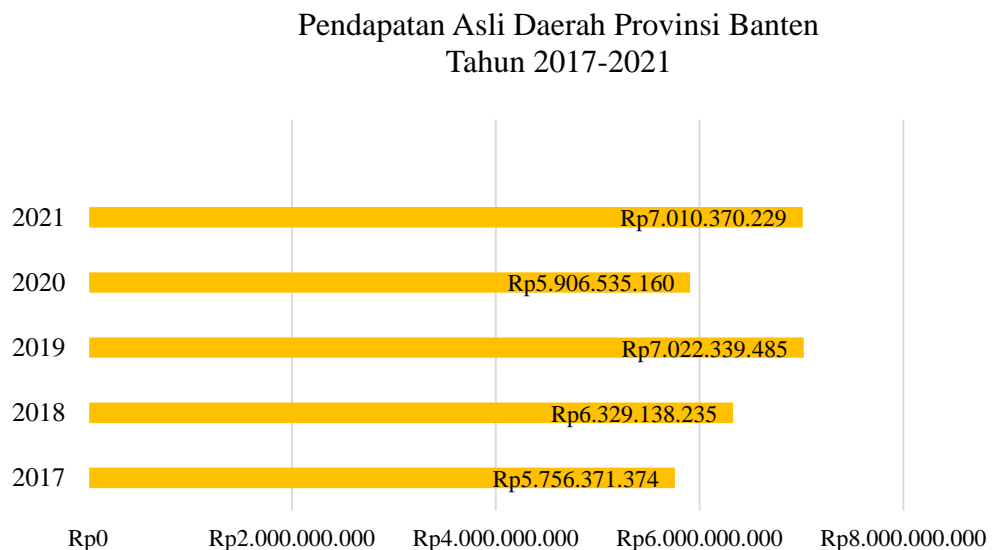 Pendapatan Asli Daerah Provinsi Banten
Tahun 2017-2021
2021
Rp7.010.370.229
2020
Rp5.906.535.160
2019
Rp7.022.339.485
2018
Rp6.329.138.235
2017
Rp5.756.371.374
Rp0 Rp2.000.000.000 Rp4.000.000.000 Rp6.000.000.000 Rp8.000.000.000